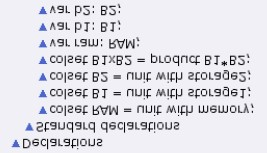 Declarations
Standard declarations
colset RAM = unit with memory;
colset B1 = unit with storage1;
colset B2 = unit with storage2;
colset B1xB2 = product B1*B2;
var ram: RAM;
var b1: B1;
var b2: B2;